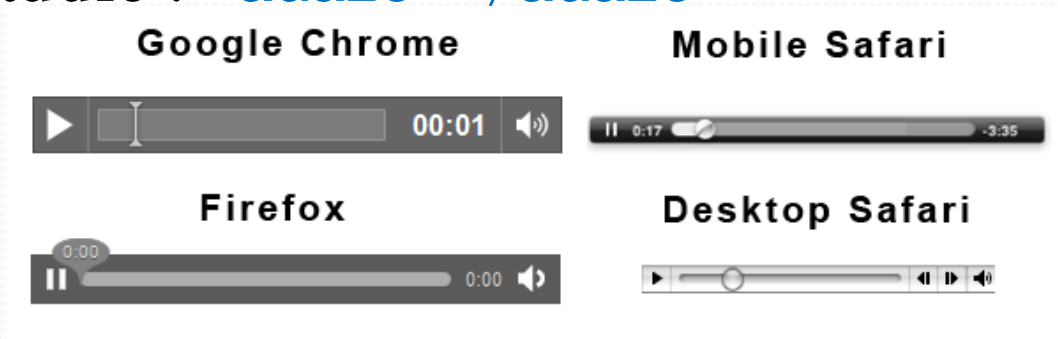 Google Chrome
Mobile Safari
00:01
0:17
-3:35
Firefox
Desktop Safari
0:00
0:00